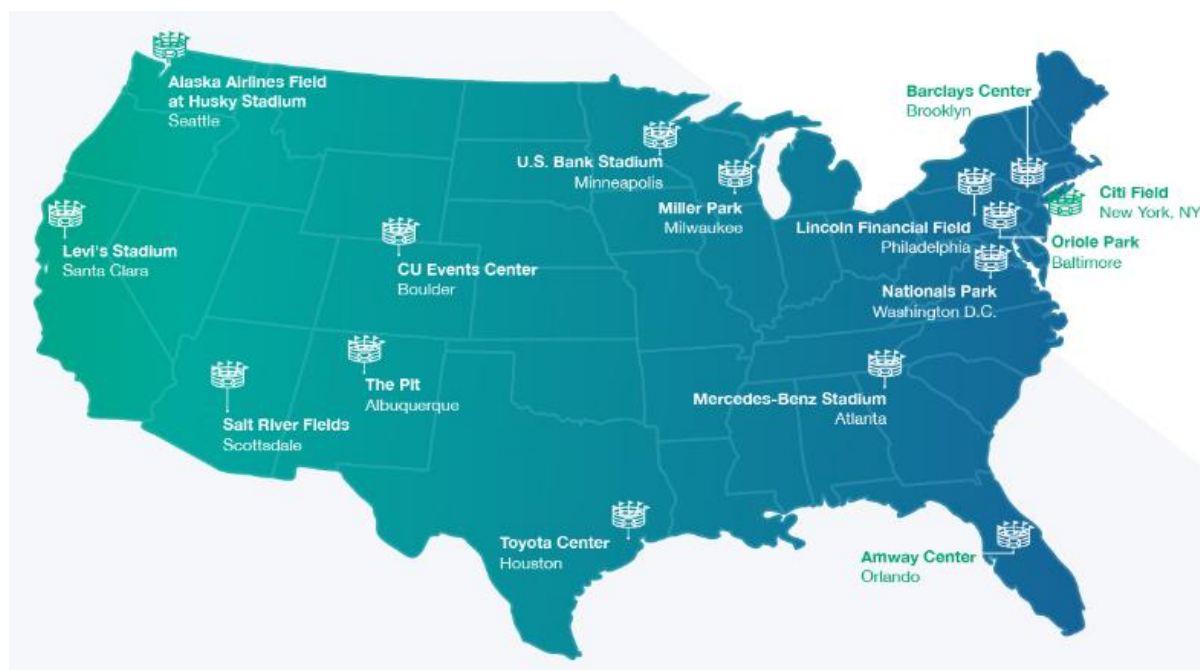 Alaska Airlines Field
at Husky Stadium
Seattle
Barclays Center
Brooklyn
U.S. Bank Stadium
Minneapolis
Miller Park
Milwaukee
Citi Field
New York, NY
Lincoln Financial Field
Philadelphia
Oriole Park
Baltimore
Levi's Stadium
Santa Clara
CU Events Center
Boulder
Nationals Park
Washington D.C.
The Pit
Albuquerque
Mercedes-Benz Stadium
Atlanta
Salt River Fields
Scottsdale
Toyota Center
Houston
Amway Center
Orlando